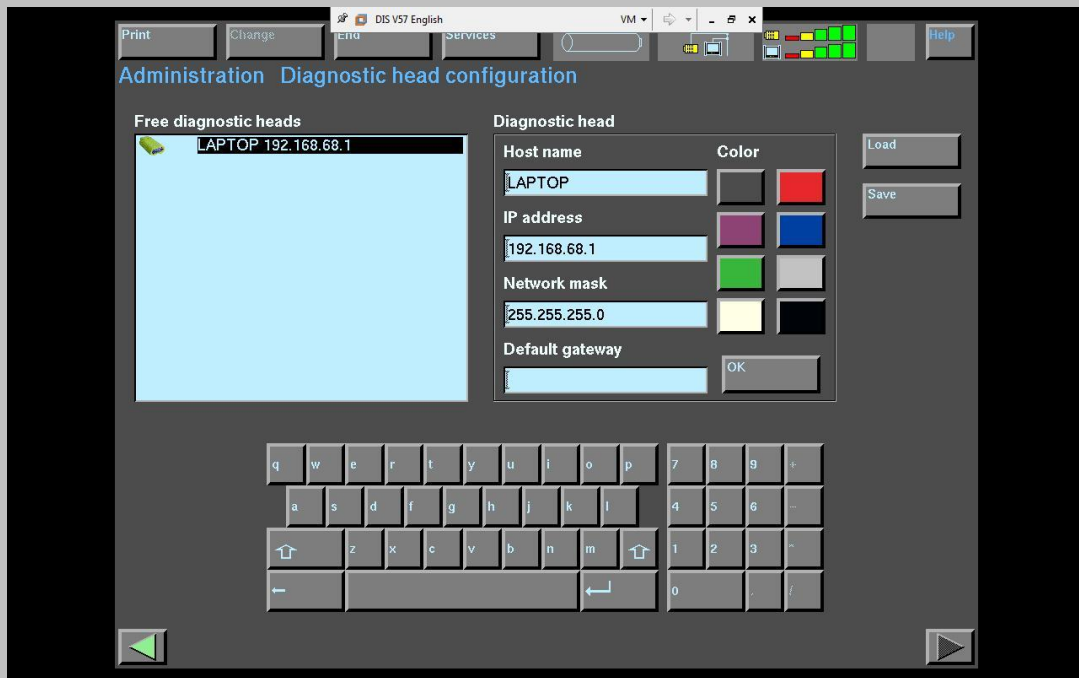 DIS V57 English
VM
Print
Change
End
Services
Help
Administration Diagnostic head configuration
Free diagnostic heads
LAPTOP 192.168.68.1
Diagnostic head
Host name
Color
LAPTOP
IP address
192.168.68.1
Network mask
255.255.255.0
Default gateway
OK
Load
Save
q w e r t y u i o p 7 8 9 +
a s d f g h j k l 4 5 6 -
z x c v b n m 1 2 3
0 . /